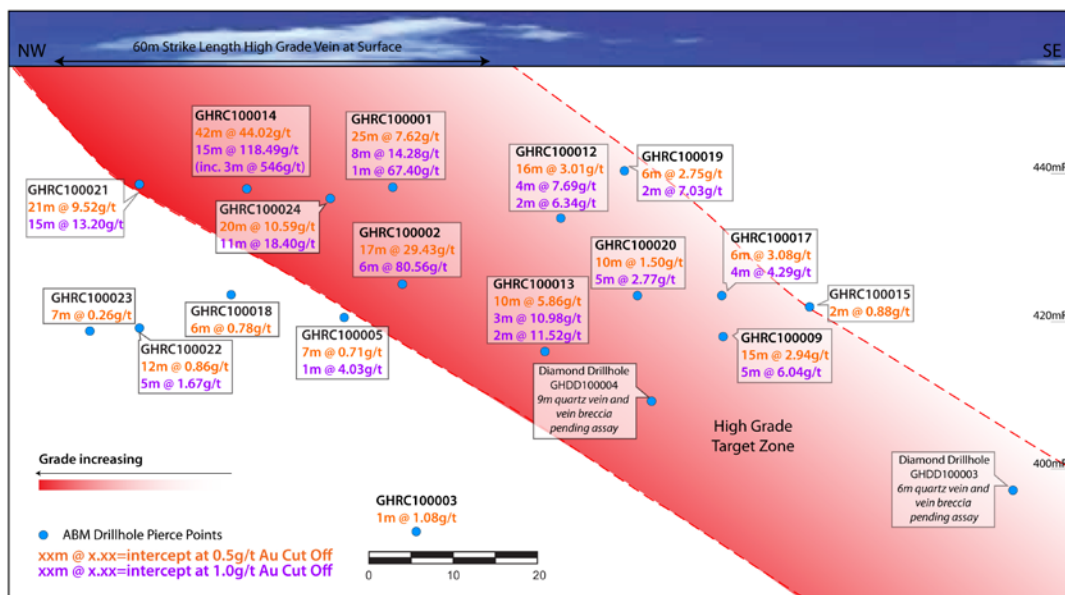 NW
60m Strike Length High Grade Vein at Surface
SE
GHRC100014
42m @ 44.02g/t
15m @ 118.49g/t
(inc. 3m @ 546g/t)
GHRC100001
25m @ 7.62g/t
8m @ 14.28g/t
1m @ 67.40g/t
GHRC100012
16m @ 3.01g/t
4m @ 7.69g/t
2m @ 6.34g/t
GHRC100019
6m @ 2.75g/t
2m @ 7.03g/t
440mR
GHRC100021
21m @ 9.52g/t
15m @ 13.20g/t
GHRC100024
20m @ 10.59g/t
11m @ 18.40g/t
GHRC100002
17m @ 29.43g/t
6m @ 80.56g/t
GHRC100020
10m @ 1.50g/t
5m @ 2.77g/t
GHRC100017
6m @ 3.08g/t
4m @ 4.29g/t
GHRC100013
10m @ 5.86g/t
3m @ 10.98g/t
2m @ 11.52g/t
GHRC100015
2m @ 0.88g/t
420mR
GHRC100023
7m @ 0.26g/t
GHRC100018
6m @ 0.78g/t
GHRC100005
7m @ 0.71g/t
1m @ 4.03g/t
GHRC100022
12m @ 0.86g/t
5m @ 1.67g/t
GHRC100009
15m @ 2.94g/t
5m @ 6.04g/t
Diamond Drillhole
GHDD100004
9m quartz vein and
vein breccia
pending assay
High Grade
Target Zone
400mR
Diamond Drillhole
GHDD100003
6m quartz vein and
vein breccia
pending assay
Grade increasing
GHRC100003
1m @ 1.08g/t
ABM Drillhole Pierce Points
xxm @ x.xx=intercept at 0.5g/t Au Cut Off
xxm @ x.xx=intercept at 1.0g/t Au Cut Off
0 10 20